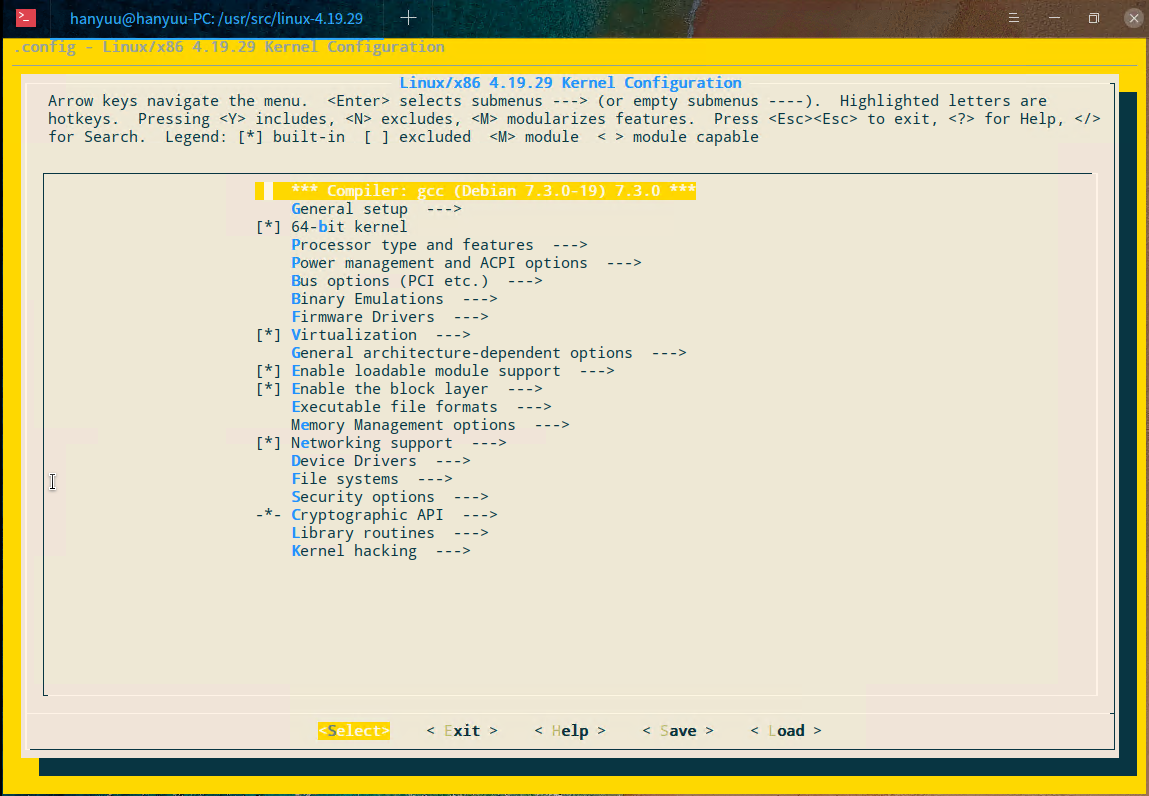 hanyuu@hanyuu-PC: /usr/src/linux-4.19.29
.config - Linux/x86 4.19.29 Kernel Configuration
Linux/x86 4.19.29 Kernel Configuration
Arrow keys navigate the menu.  <Enter> selects submenus ---> (or empty submenus ----).  Highlighted letters are
hotkeys.  Pressing <Y> includes, <N> excludes, <M> modularizes features.  Press <Esc><Esc> to exit, <?> for Help, </>
for Search.  Legend: [*] built-in  [ ] excluded  <M> module  < > module capable
*** Compiler: gcc (Debian 7.3.0-19) 7.3.0 ***
General setup  --->
[*] 64-bit kernel
Processor type and features  --->
Power management and ACPI options  --->
Bus options (PCI etc.)  --->
Binary Emulations  --->
Firmware Drivers  --->
[*] Virtualization  --->
General architecture-dependent options  --->
[*] Enable loadable module support  --->
[*] Enable the block layer  --->
Executable file formats  --->
Memory Management options  --->
[*] Networking support  --->
Device Drivers  --->
File systems  --->
Security options  --->
-*- Cryptographic API  --->
Library routines  --->
Kernel hacking  --->
<Select>    < Exit >    < Help >    < Save >    < Load >